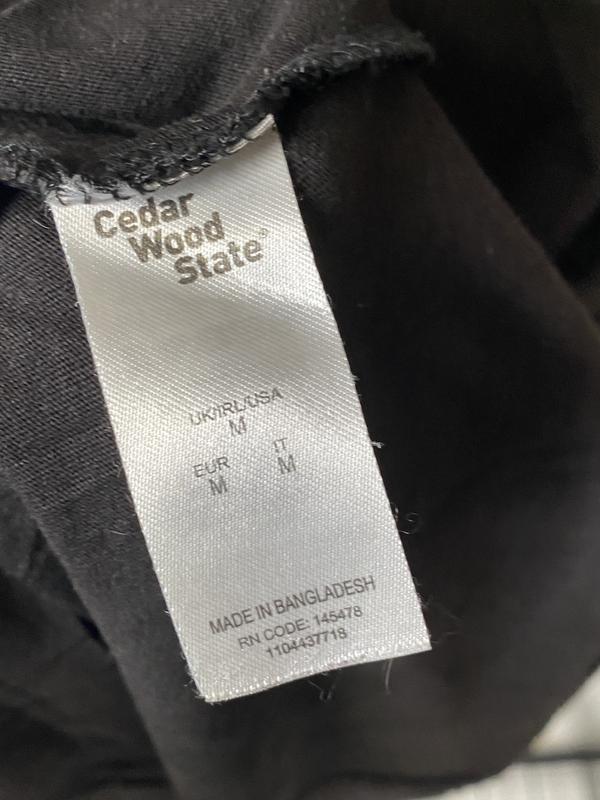 Cedar
Wood
State®
UK/IRL/USA
M
EUR IT
M M
MADE IN BANGLADESH
RN CODE: 145478
1104437718